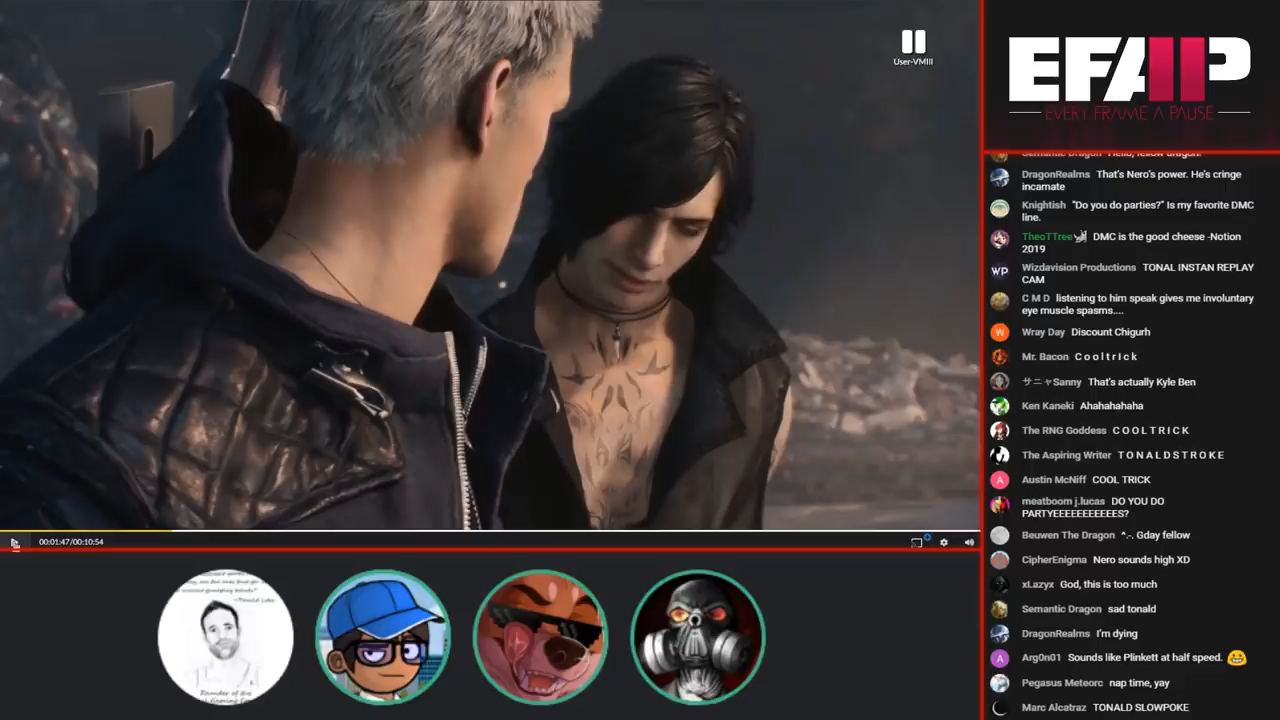 User-VMIII
EFAP
EVERY FRAME A PAUSE
Semantic Dragon Hello, fellow dragon!
DragonRealms That's Nero's power. He's cringe
incarnate
Knightish "Do you do parties?" Is my favorite DMC
line.
TheoTTree DMC is the good cheese -Notion
2019
WP Wizdavision Productions TONAL INSTAN REPLAY
CAM
C M D listening to him speak gives me involuntary
eye muscle spasms....
W Wray Day Discount Chigurh
Mr. Bacon C o o l t r i c k
サニャSanny That's actually Kyle Ben
Ken Kaneki Ahahahahaha
The RNG Goddess C O O L T R I C K
The Aspiring Writer T O N A L D S T R O K E
A Austin McNiff COOL TRICK
meatboom j.lucas DO YOU DO
PARTYEEEEEEEEEES?
Beuwen The Dragon ^.-. Gday fellow
CipherEnigma Nero sounds high XD
xLazyx God, this is too much
Semantic Dragon sad tonald
DragonRealms I'm dying
A Arg0n01 Sounds like Plinkett at half speed.
Pegasus Meteorc nap time, yay
Marc Alcatraz TONALD SLOWPOKE
00:01:47/00:10:54